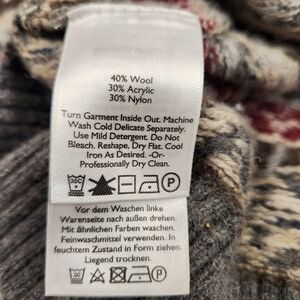 40% Wool
30% Acrylic
30% Nylon
Turn Garment Inside Out. Machine
Wash Cold Delicate Separately.
Use Mild Detergent. Do Not
Bleach. Reshape, Dry Flat. Cool
Iron As Desired. -Or-
Professionally Dry Clean.
P
Vor dem Waschen linke
Warenseite nach außen drehen.
Mit ähnlichen Farben waschen.
Feinwaschmittel verwenden. In
feuchtem Zustand in Form ziehen.
Liegend trocknen.
30 P